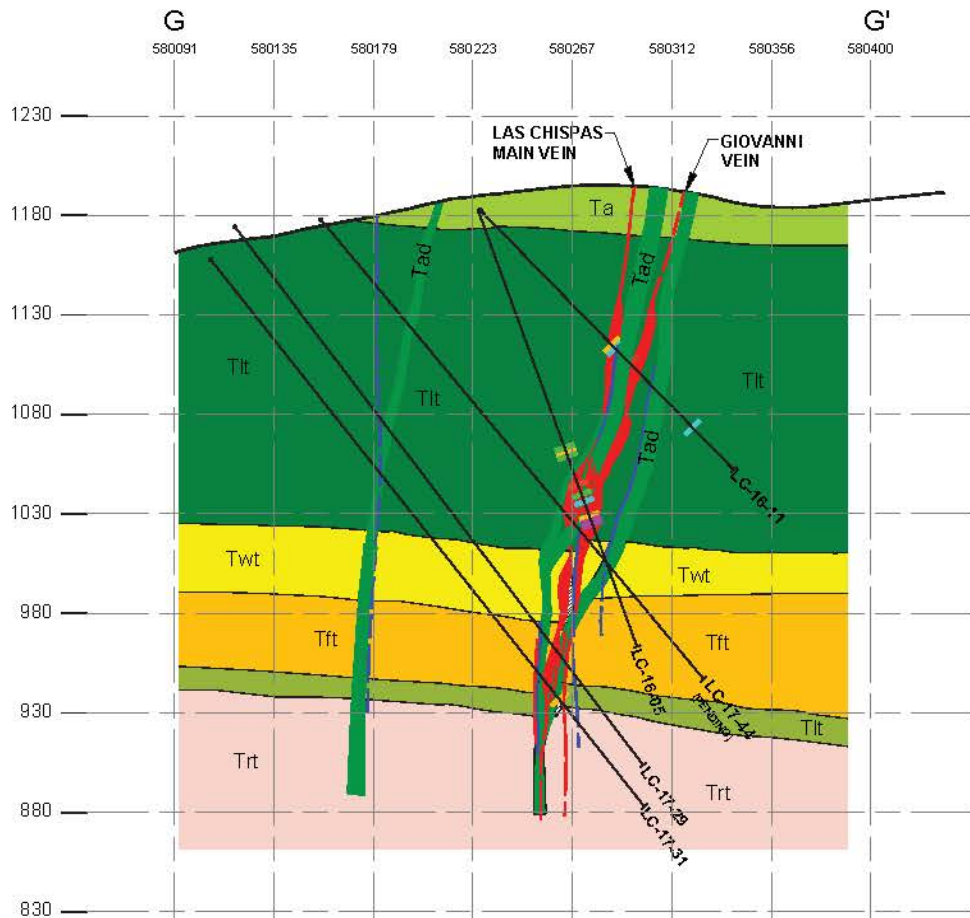 G G'
580091 580135 580179 580223 580267 580312 580356 580400
1230
LAS CHISPAS
MAIN VEIN
GIOVANNI
VEIN
1180
Ta
Tad
Tad
1130
Tlt
Tlt
Tlt
1080
Tad
LC-16-11
1030
Twt
Twt
980
Tft
Tft
LC-16-05
LC-17-44
(PENDING)
930
Tlt
Trt
Trt
LC-17-29
880
LC-17-31
830